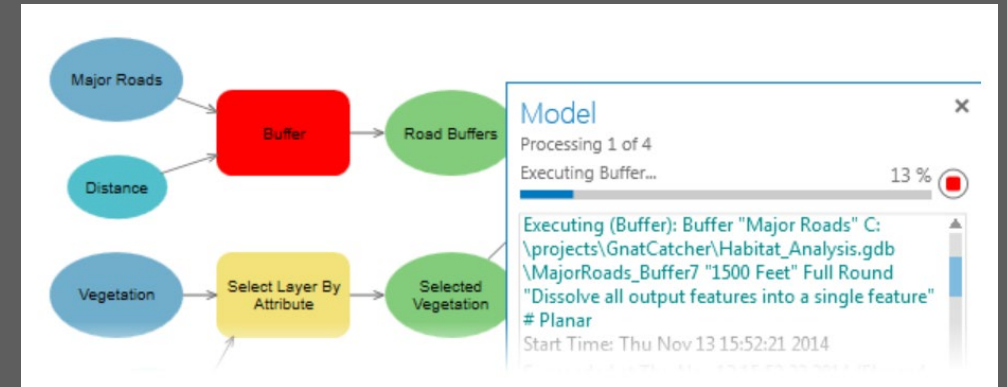 Major Roads
Buffer
Road Buffers
Distance
Vegetation
Select Layer By
Attribute
Selected
Vegetation
Model
Processing 1 of 4
Executing Buffer...
13 %
Executing (Buffer): Buffer "Major Roads" C:
\projects\GnatCatcher\Habitat_Analysis.gdb
\MajorRoads_Buffer7 "1500 Feet" Full Round
"Dissolve all output features into a single feature"
# Planar
Start Time: Thu Nov 13 15:52:21 2014